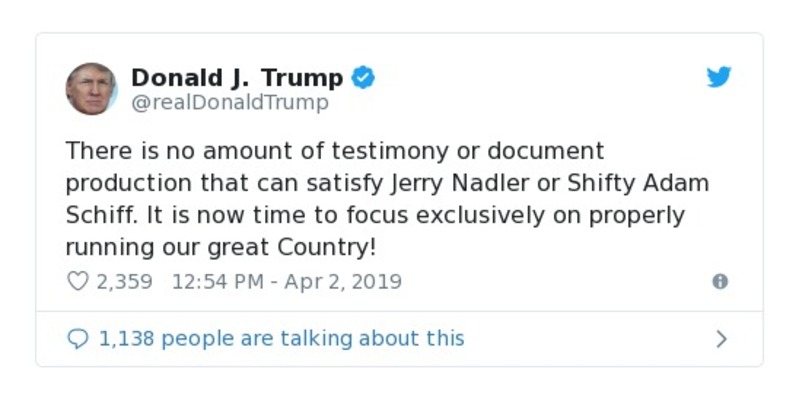 Donald J. Trump
@realDonaldTrump
There is no amount of testimony or document
production that can satisfy Jerry Nadler or Shifty Adam
Schiff. It is now time to focus exclusively on properly
running our great Country!
2,359 12:54 PM - Apr 2, 2019
1,138 people are talking about this